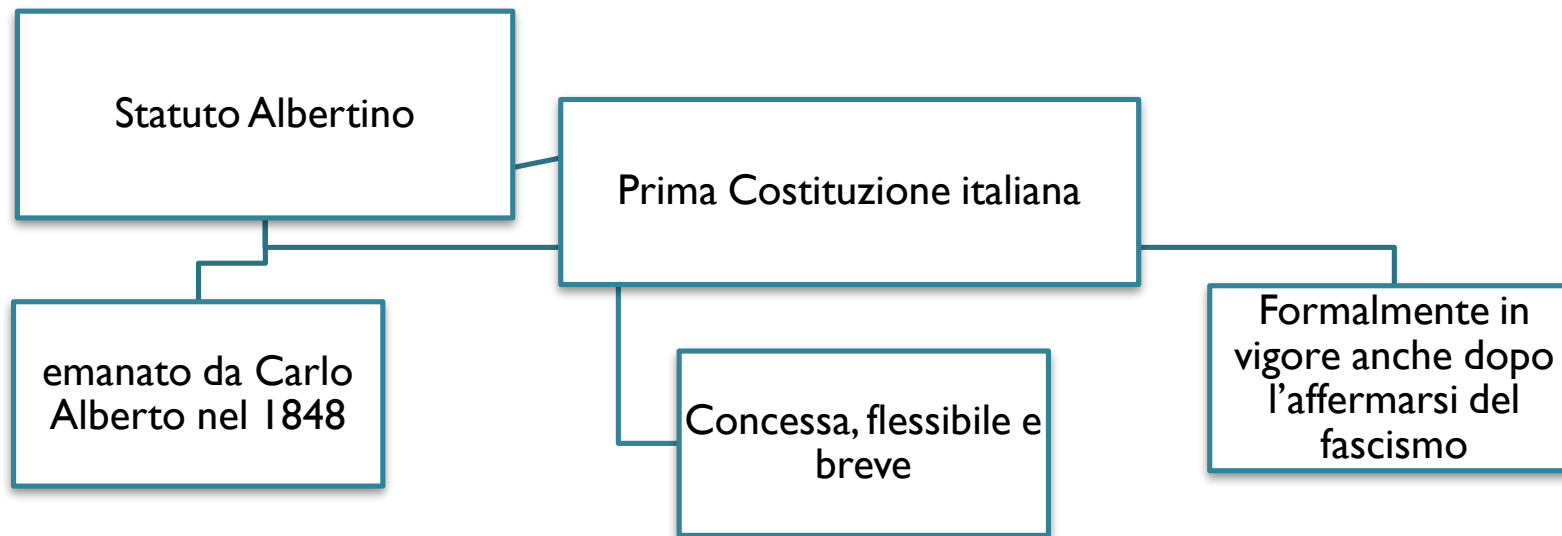 Statuto Albertino
Prima Costituzione italiana
emanato da Carlo
Alberto nel 1848
Concessa, flessibile e
breve
Formalmente in
vigore anche dopo
l’affermarsi del
fascismo